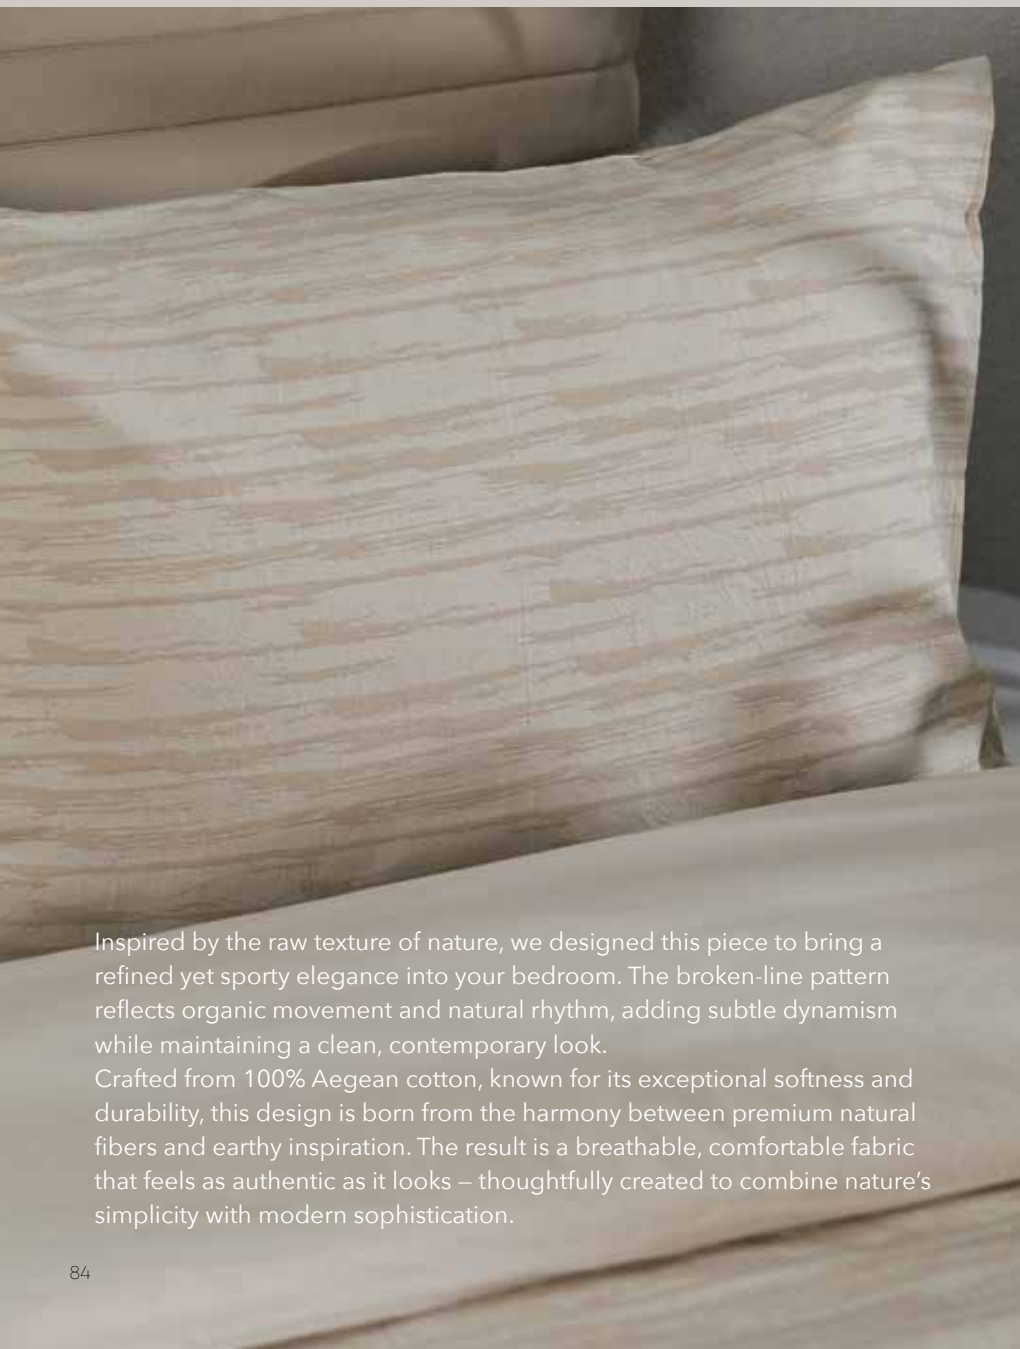 Inspired by the raw texture of nature, we designed this piece to bring a
refined yet sporty elegance into your bedroom. The broken-line pattern
reflects organic movement and natural rhythm, adding subtle dynamism
while maintaining a clean, contemporary look.
Crafted from 100% Aegean cotton, known for its exceptional softness and
durability, this design is born from the harmony between premium natural
fibers and earthy inspiration. The result is a breathable, comfortable fabric
that feels as authentic as it looks – thoughtfully created to combine nature’s
simplicity with modern sophistication.
84